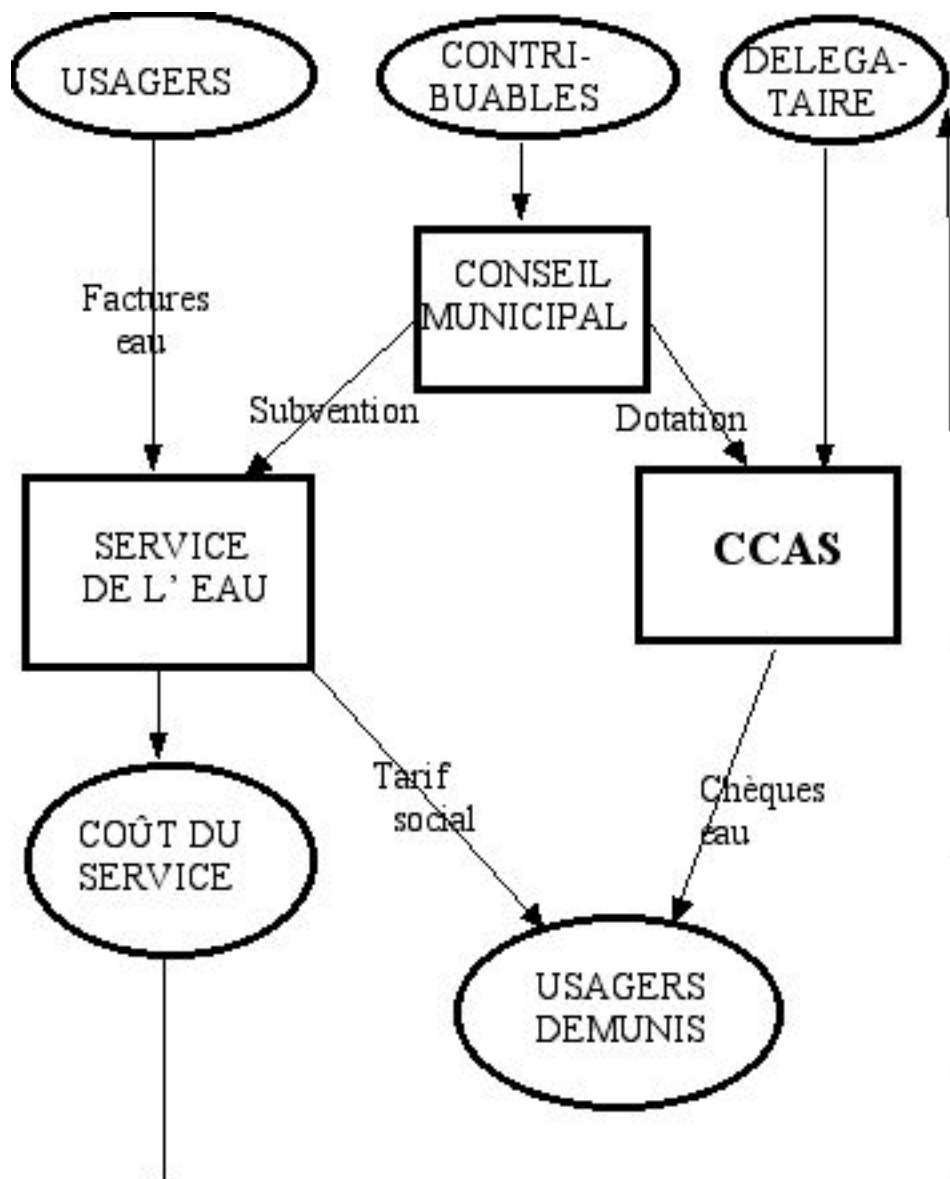 USAGERS
CONTRI-
BUABLES
DELEGA-
TAIRE
CONSEIL
MUNICIPAL
Factures
eau
Subvention
Dotation
SERVICE
DE L' EAU
CCAS
Tarif
social
Chèques
eau
COÛT DU
SERVICE
USAGERS
DEMUNIS